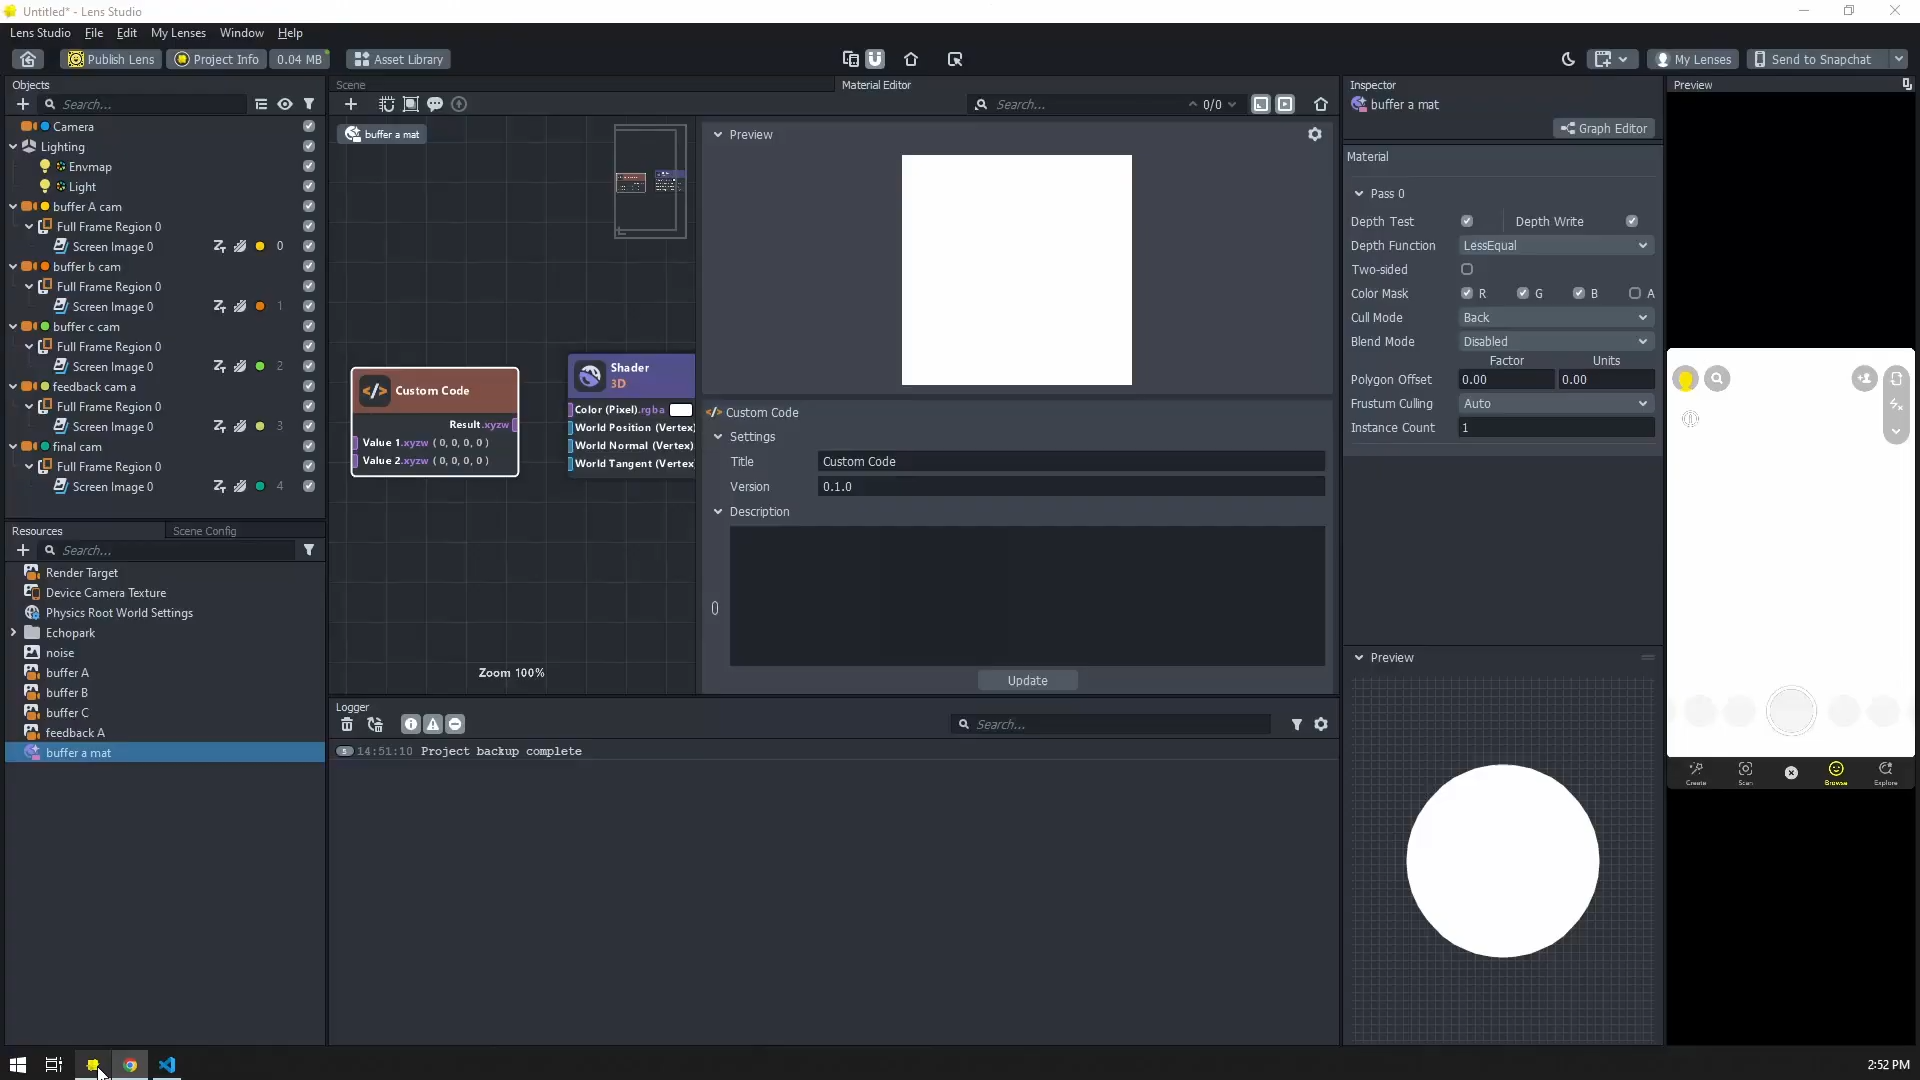 Untitled* - Lens Studio
Lens Studio File Edit My Lenses Window Help
Publish Lens Project Info 0.04 MB Asset Library My Lenses Send to Snapchat
Objects
Search...
Camera
Lighting
Envmap
Light
buffer A cam
Full Frame Region 0
Screen Image 0 0
buffer b cam
Full Frame Region 0
Screen Image 0 1
buffer c cam
Full Frame Region 0
Screen Image 0 2
feedback cam a
Full Frame Region 0
Screen Image 0 3
final cam
Full Frame Region 0
Screen Image 0 4
Resources Scene Config
Search...
Render Target
Device Camera Texture
Physics Root World Settings
Echopark
noise
buffer A
buffer B
buffer C
feedback A
buffer a mat
Scene Material Editor
Search... 0/0
buffer a mat
Custom Code
Result.xyzw
Value 1.xyzw ( 0, 0, 0, 0 )
Value 2.xyzw ( 0, 0, 0, 0 )
Shader
3D
Color (Pixel).rgba
World Position (Vertex)
World Normal (Vertex)
World Tangent (Vertex
Zoom 100%
Preview
Custom Code
Settings
Title Custom Code
Version 0.1.0
Description
Update
Logger
Search...
14:51:10 Project backup complete
Inspector
buffer a mat
Graph Editor
Material
Pass 0
Depth Test Depth Write
Depth Function LessEqual
Two-sided
Color Mask R G B A
Cull Mode Back
Blend Mode Disabled
Factor Units
Polygon Offset 0.00 0.00
Frustum Culling Auto
Instance Count 1
Preview
Preview
Create Scan Browse Explore
2:52 PM